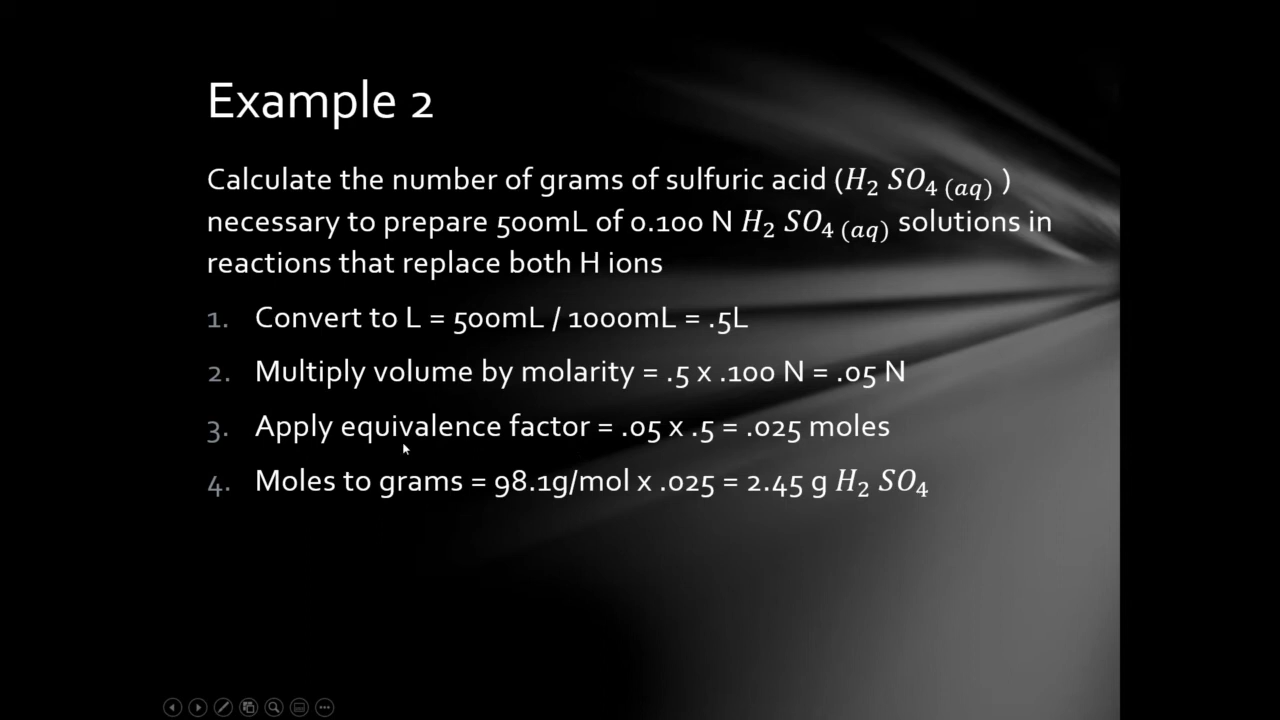 Example 2
Calculate the number of grams of sulfuric acid (H₂ SO₄ (aq) )
necessary to prepare 500mL of 0.100 N H₂ SO₄ (aq) solutions in
reactions that replace both H ions
1. Convert to L = 500mL / 1000mL = .5L
2. Multiply volume by molarity = .5 x .100 N = .05 N
3. Apply equivalence factor = .05 x .5 = .025 moles
4. Moles to grams = 98.1g/mol x .025 = 2.45 g H₂ SO₄